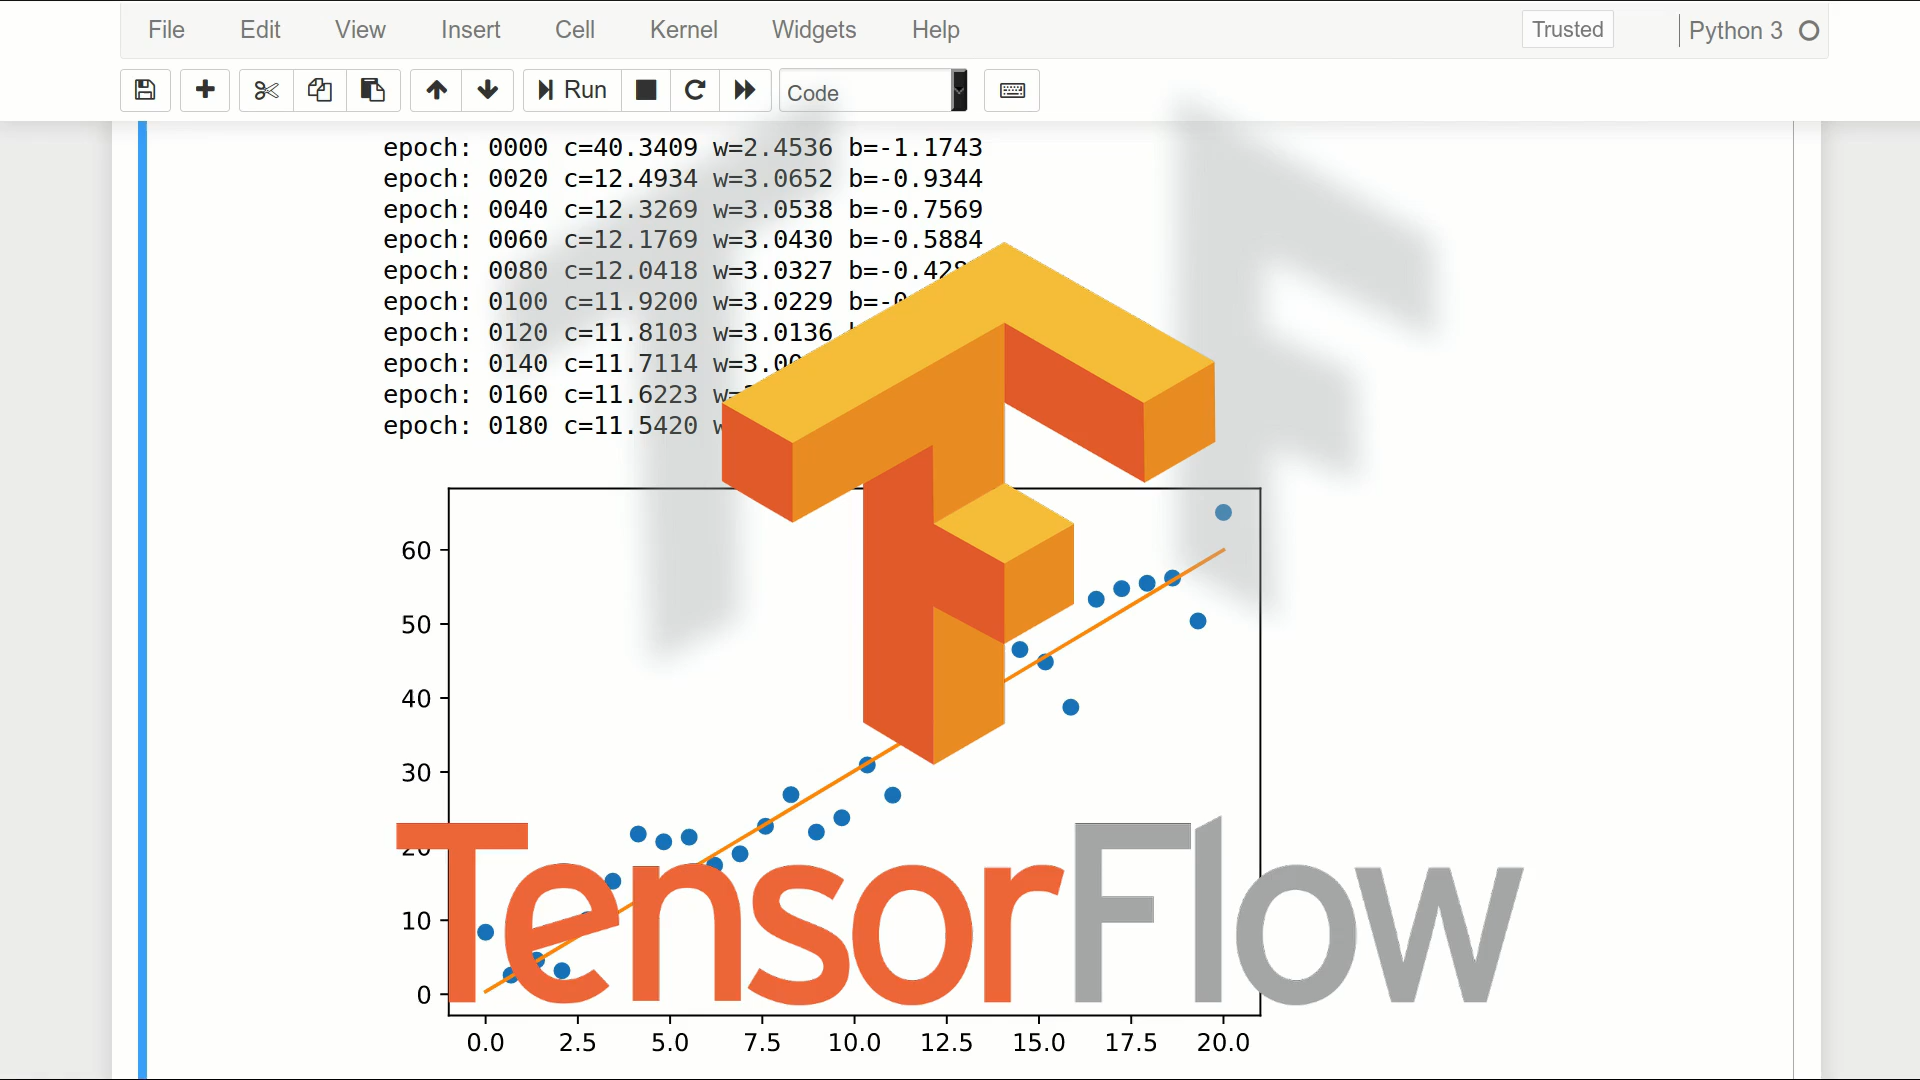 File Edit View Insert Cell Kernel Widgets Help Trusted Python 3
Run Code
epoch: 0000 c=40.3409 w=2.4536 b=-1.1743
epoch: 0020 c=12.4934 w=3.0652 b=-0.9344
epoch: 0040 c=12.3269 w=3.0538 b=-0.7569
epoch: 0060 c=12.1769 w=3.0430 b=-0.5884
epoch: 0080 c=12.0418 w=3.0327 b=-0.428
epoch: 0100 c=11.9200 w=3.0229 b=-0
epoch: 0120 c=11.8103 w=3.0136
epoch: 0140 c=11.7114 w=3.00
epoch: 0160 c=11.6223 w=
epoch: 0180 c=11.5420
60
50
40
30
20
10
0
TensorFlow
0.0 2.5 5.0 7.5 10.0 12.5 15.0 17.5 20.0